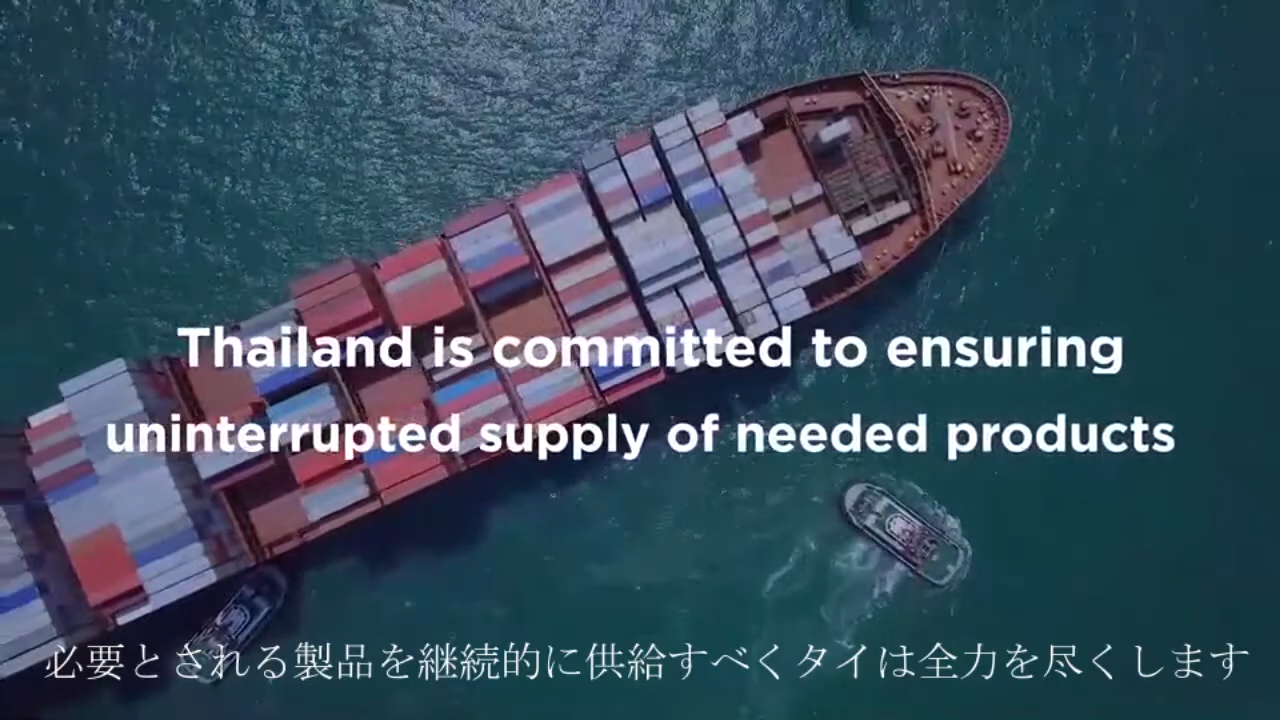 Thailand is committed to ensuring
uninterrupted supply of needed products
必要とされる製品を継続的に供給すべくタイは全力を尽くします